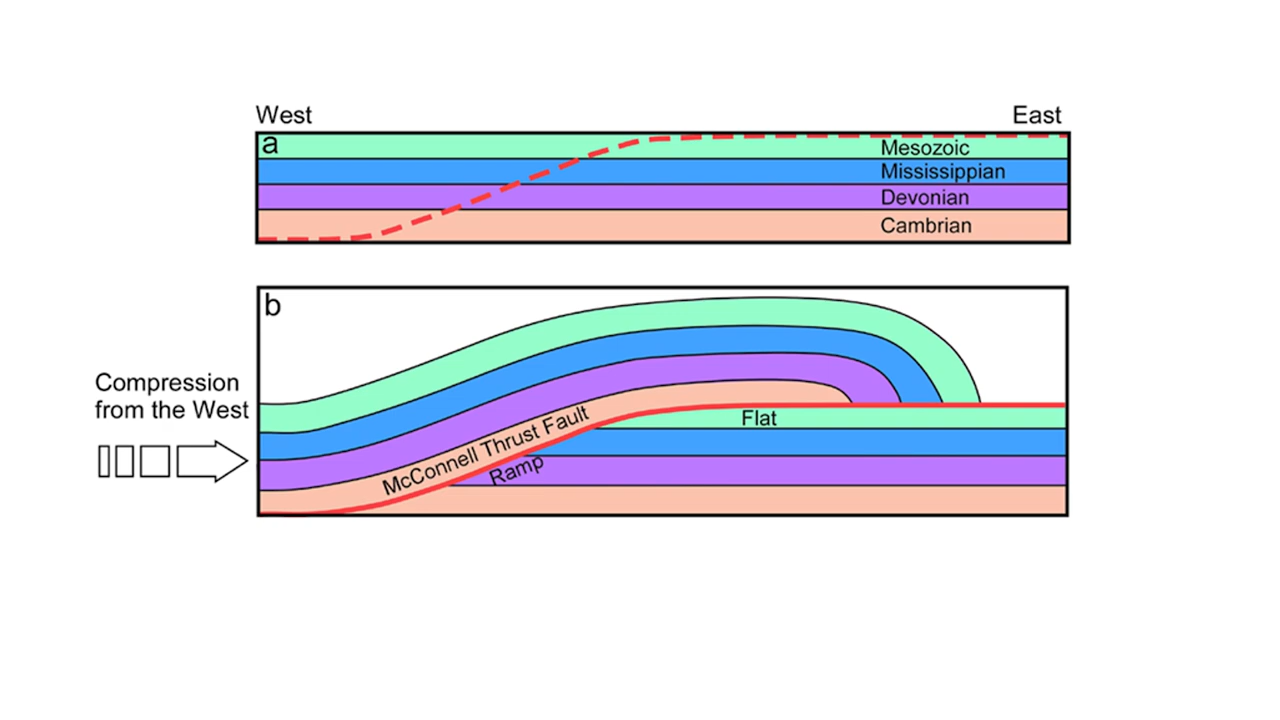 West
East
a
Mesozoic
Mississippian
Devonian
Cambrian
b
Compression
from the West
McConnell Thrust Fault
Ramp
Flat